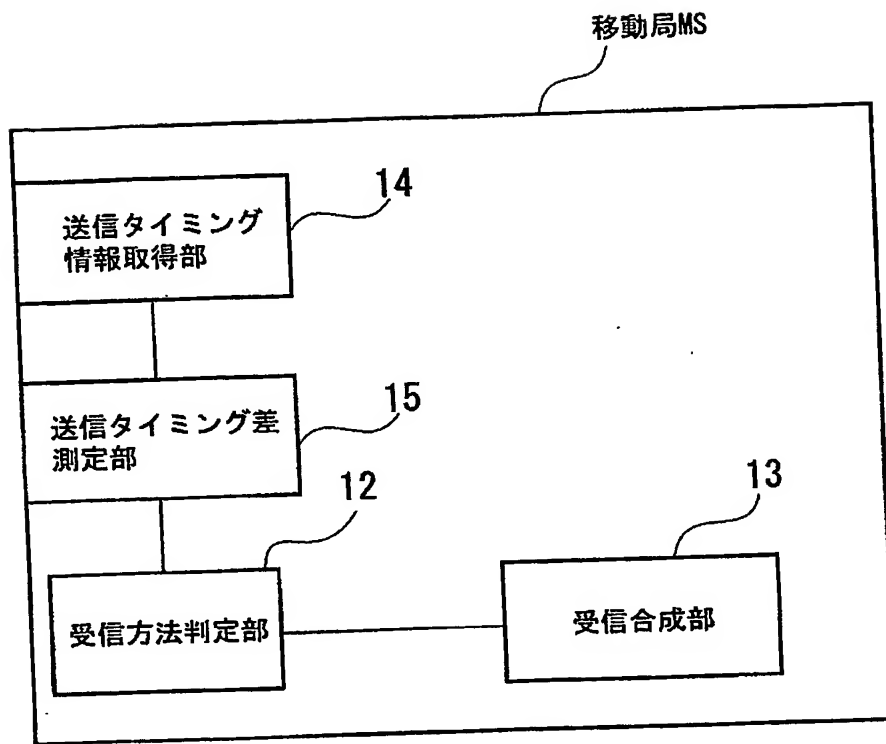 移動局MS
14
送信タイミング
情報取得部
15
送信タイミング差
測定部
12
13
受信方法判定部
受信合成部